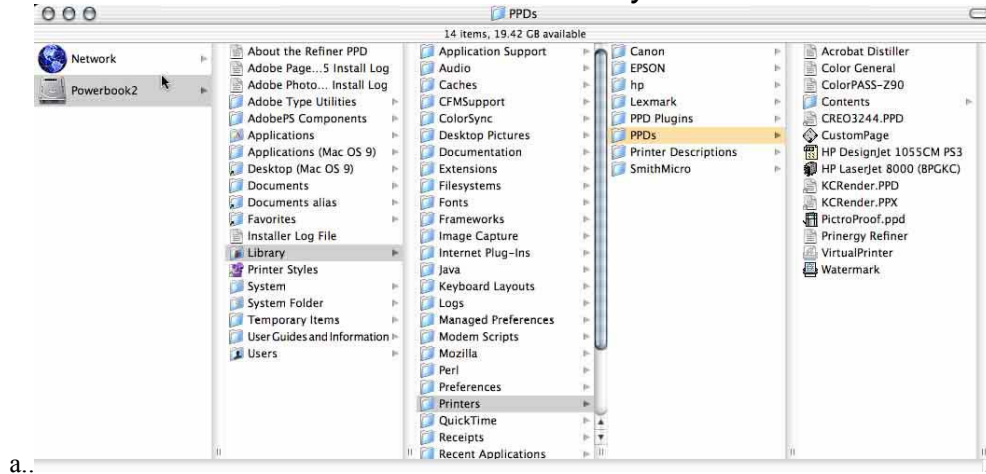 PPDs
14 items, 19.42 GB available
Network
Powerbook2
About the Refiner PPD
Adobe Page...5 Install Log
Adobe Photo... Install Log
Adobe Type Utilities
AdobePS Components
Applications
Applications (Mac OS 9)
Desktop (Mac OS 9)
Documents
Documents alias
Favorites
Installer Log File
Library
Printer Styles
System
System Folder
Temporary Items
User Guides and Information
Users
Application Support
Audio
Caches
CFMSupport
ColorSync
Desktop Pictures
Documentation
Extensions
Filesystems
Fonts
Frameworks
Image Capture
Internet Plug-Ins
Java
Keyboard Layouts
Logs
Managed Preferences
Modem Scripts
Mozilla
Perl
Preferences
Printers
QuickTime
Receipts
Recent Applications
Canon
EPSON
hp
Lexmark
PPD Plugins
PPDs
Printer Descriptions
SmithMicro
Acrobat Distiller
Color General
ColorPASS-Z90
Contents
CREO3244.PPD
CustomPage
HP DesignJet 1055CM PS3
HP LaserJet 8000 (BPGKC)
KCRender.PPD
KCRender.PPX
PictroProof.ppd
Prinergy Refiner
VirtualPrinter
Watermark
a..